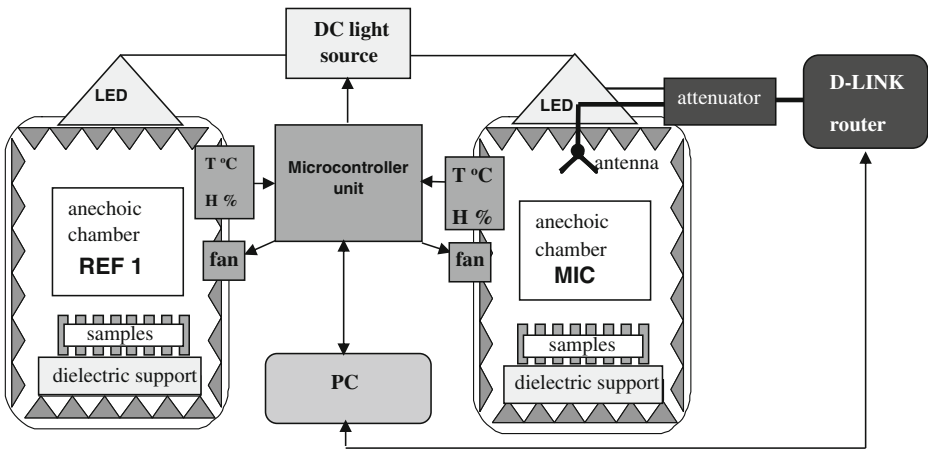 DC light
source
LED
LED
attenuator
D-LINK
router
antenna
T ºC
H %
Microcontroller
unit
T ºC
H %
anechoic
chamber
REF 1
fan
fan
anechoic
chamber
MIC
samples
dielectric support
samples
dielectric support
PC